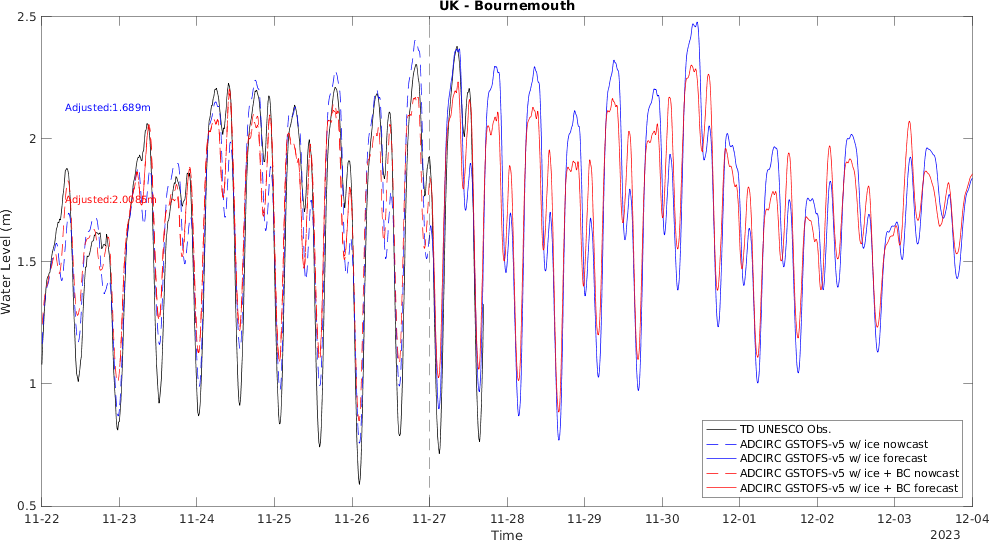 UK - Bournemouth
2.5
2
1.5
1
0.5
Water Level (m)
Adjusted:1.689m
11-22
11-23
11-24
11-25
11-26
11-27
11-28
11-29
11-30
12-01
12-02
12-03
12-04
Time
2023
TD UNESCO Obs.
ADCIRC GSTOFS-v5 w/ ice nowcast
ADCIRC GSTOFS-v5 w/ ice forecast
ADCIRC GSTOFS-v5 w/ ice + BC nowcast
ADCIRC GSTOFS-v5 w/ ice + BC forecast